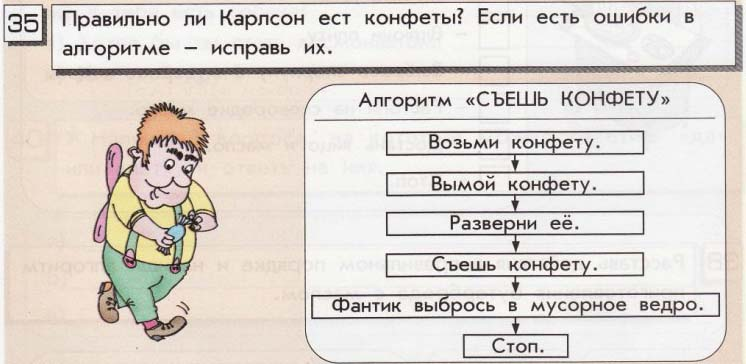 35 Правильно ли Карлсон ест конфеты? Если есть ошибки в
алгоритме – исправь их.
Алгоритм «СЪЕШЬ КОНФЕТУ»
Возьми конфету.
Вымой конфету.
Разверни её.
Съешь конфету.
Фантик выбрось в мусорное ведро.
Стоп.